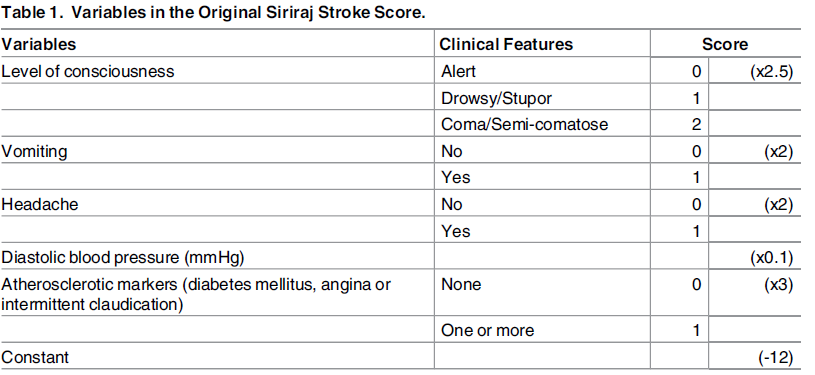 Table 1. Variables in the Original Siriraj Stroke Score.
Variables Clinical Features Score
Level of consciousness Alert 0 (x2.5)
Drowsy/Stupor 1
Coma/Semi-comatose 2
Vomiting No 0 (x2)
Yes 1
Headache No 0 (x2)
Yes 1
Diastolic blood pressure (mmHg) (x0.1)
Atherosclerotic markers (diabetes mellitus, angina or None 0 (x3)
intermittent claudication)
One or more 1
Constant (-12)